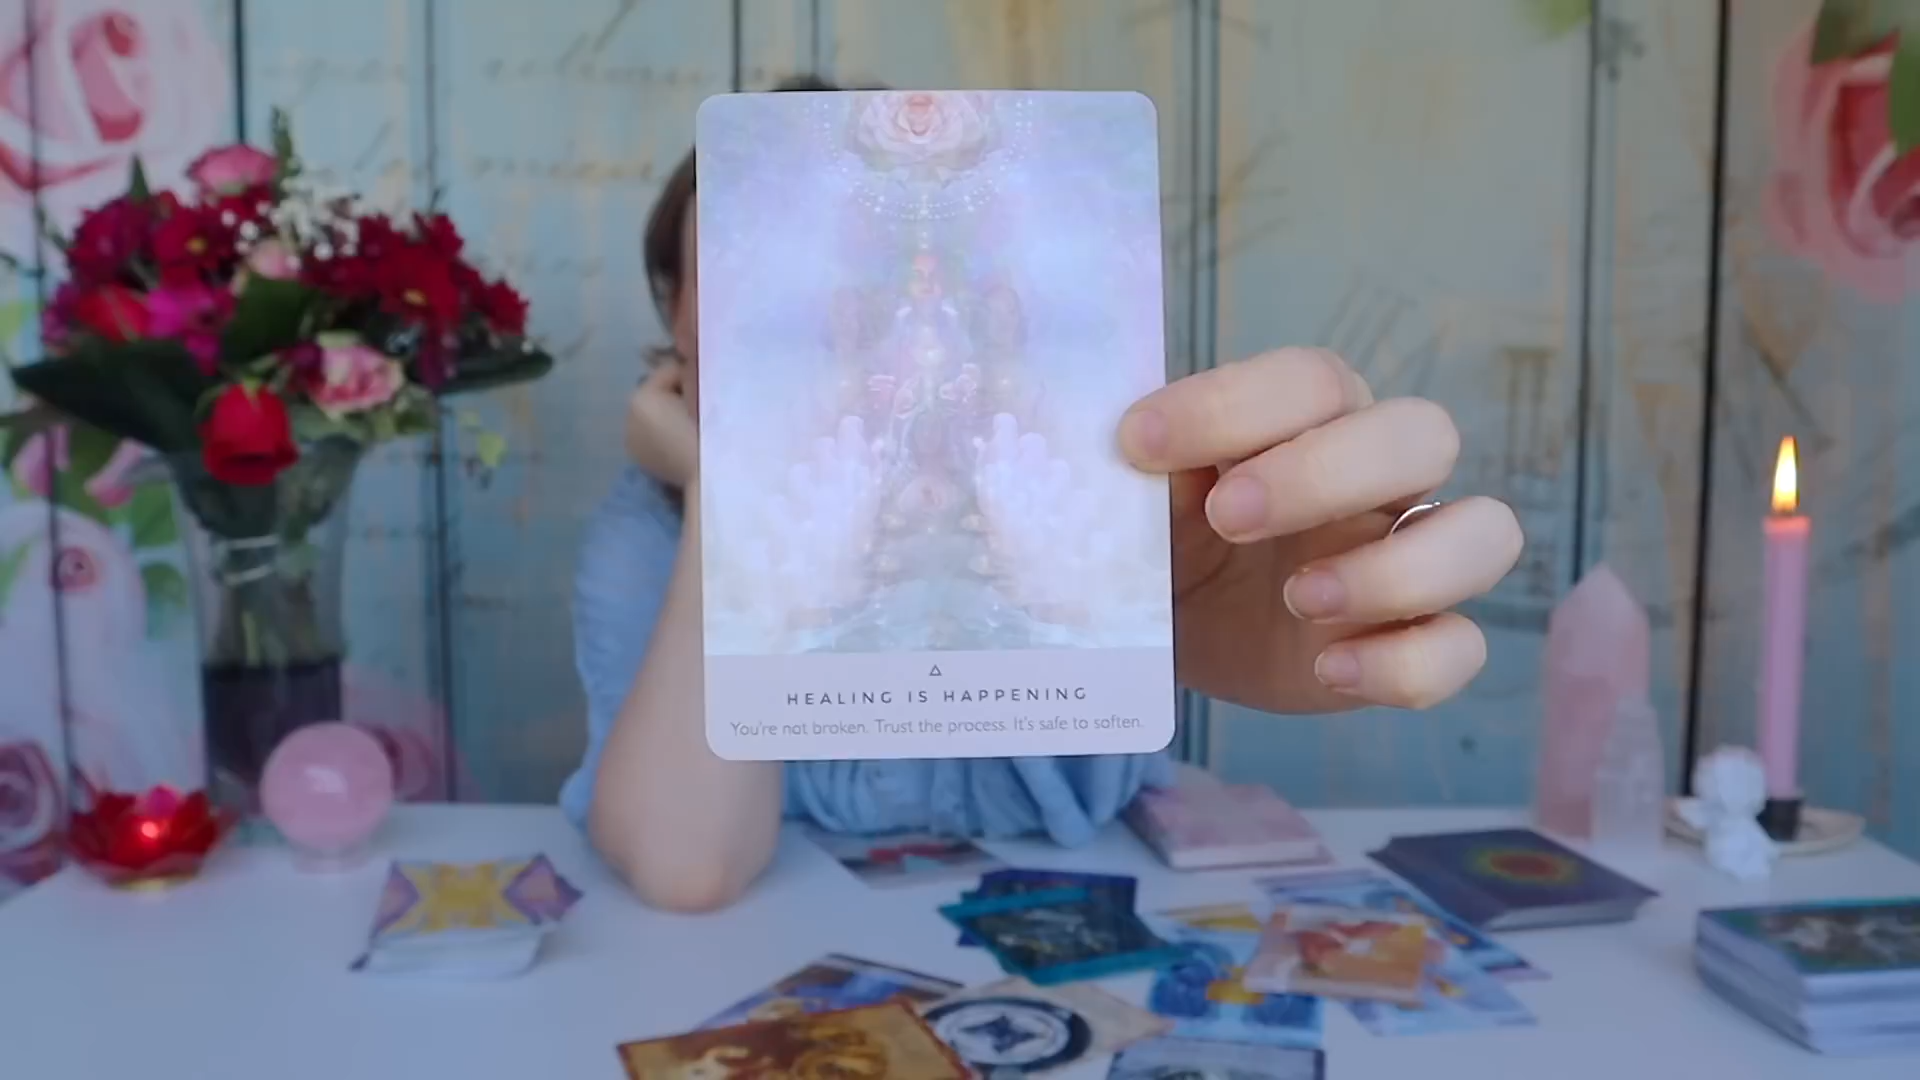 HEALING IS HAPPENING
You're not broken. Trust the process. It's safe to soften.